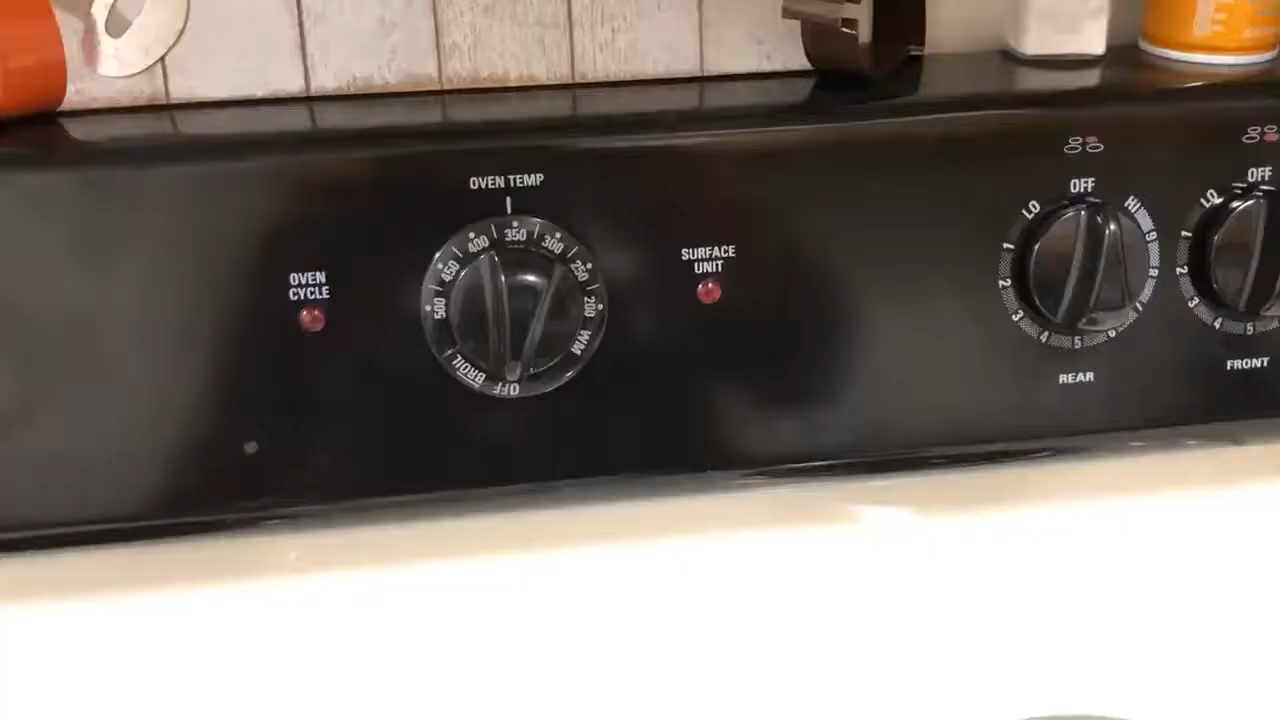 OVEN TEMP
350
400
300
450
250
500
200
WM
BROIL
OFF
OVEN
CYCLE
SURFACE
UNIT
OFF
LO
HI
1
9
2
8
3
7
4
5
6
REAR
OFF
LO
1
2
3
4
5
FRONT